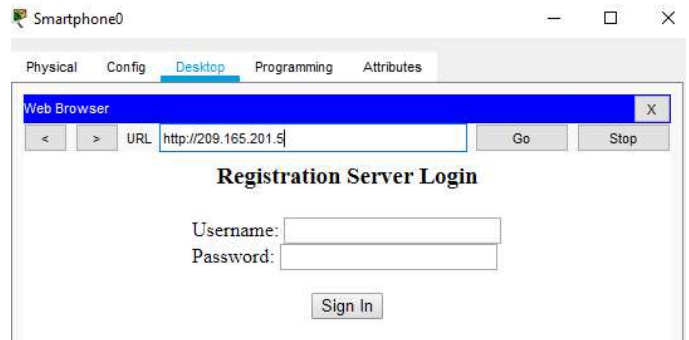 Smartphone0
Physical Config Desktop Programming Attributes
Web Browser X
< > URL http://209.165.201.5 Go Stop
Registration Server Login
Username:
Password:
Sign In